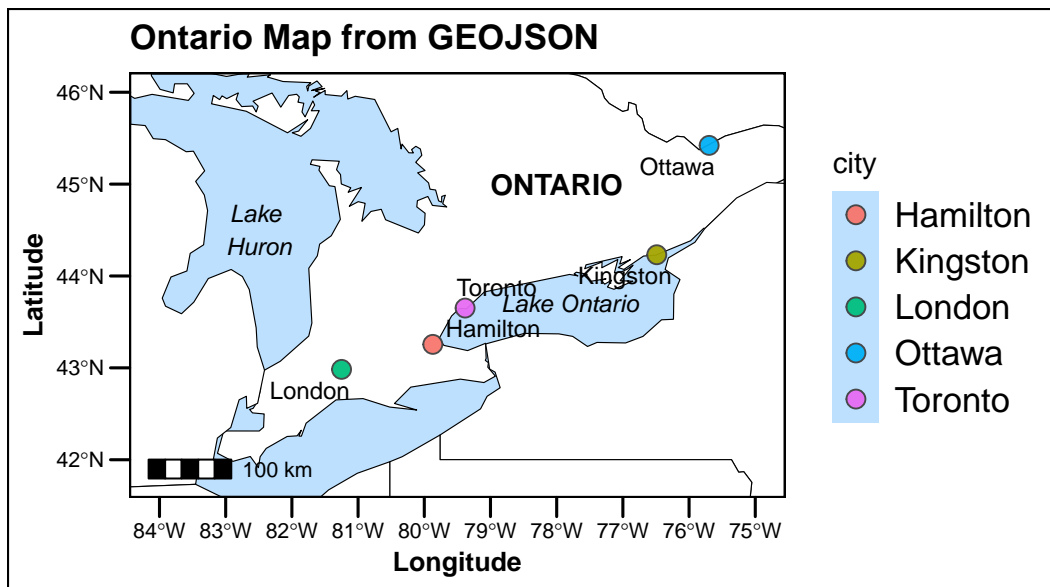 Ontario Map from GEOJSON
46°N
45°N
44°N
43°N
42°N
Latitude
Lake
Huron
ONTARIO
Ottawa
Kingston
Toronto
Lake Ontario
Hamilton
London
100 km
84°W 83°W 82°W 81°W 80°W 79°W 78°W 77°W 76°W 75°W
Longitude
city
Hamilton
Kingston
London
Ottawa
Toronto